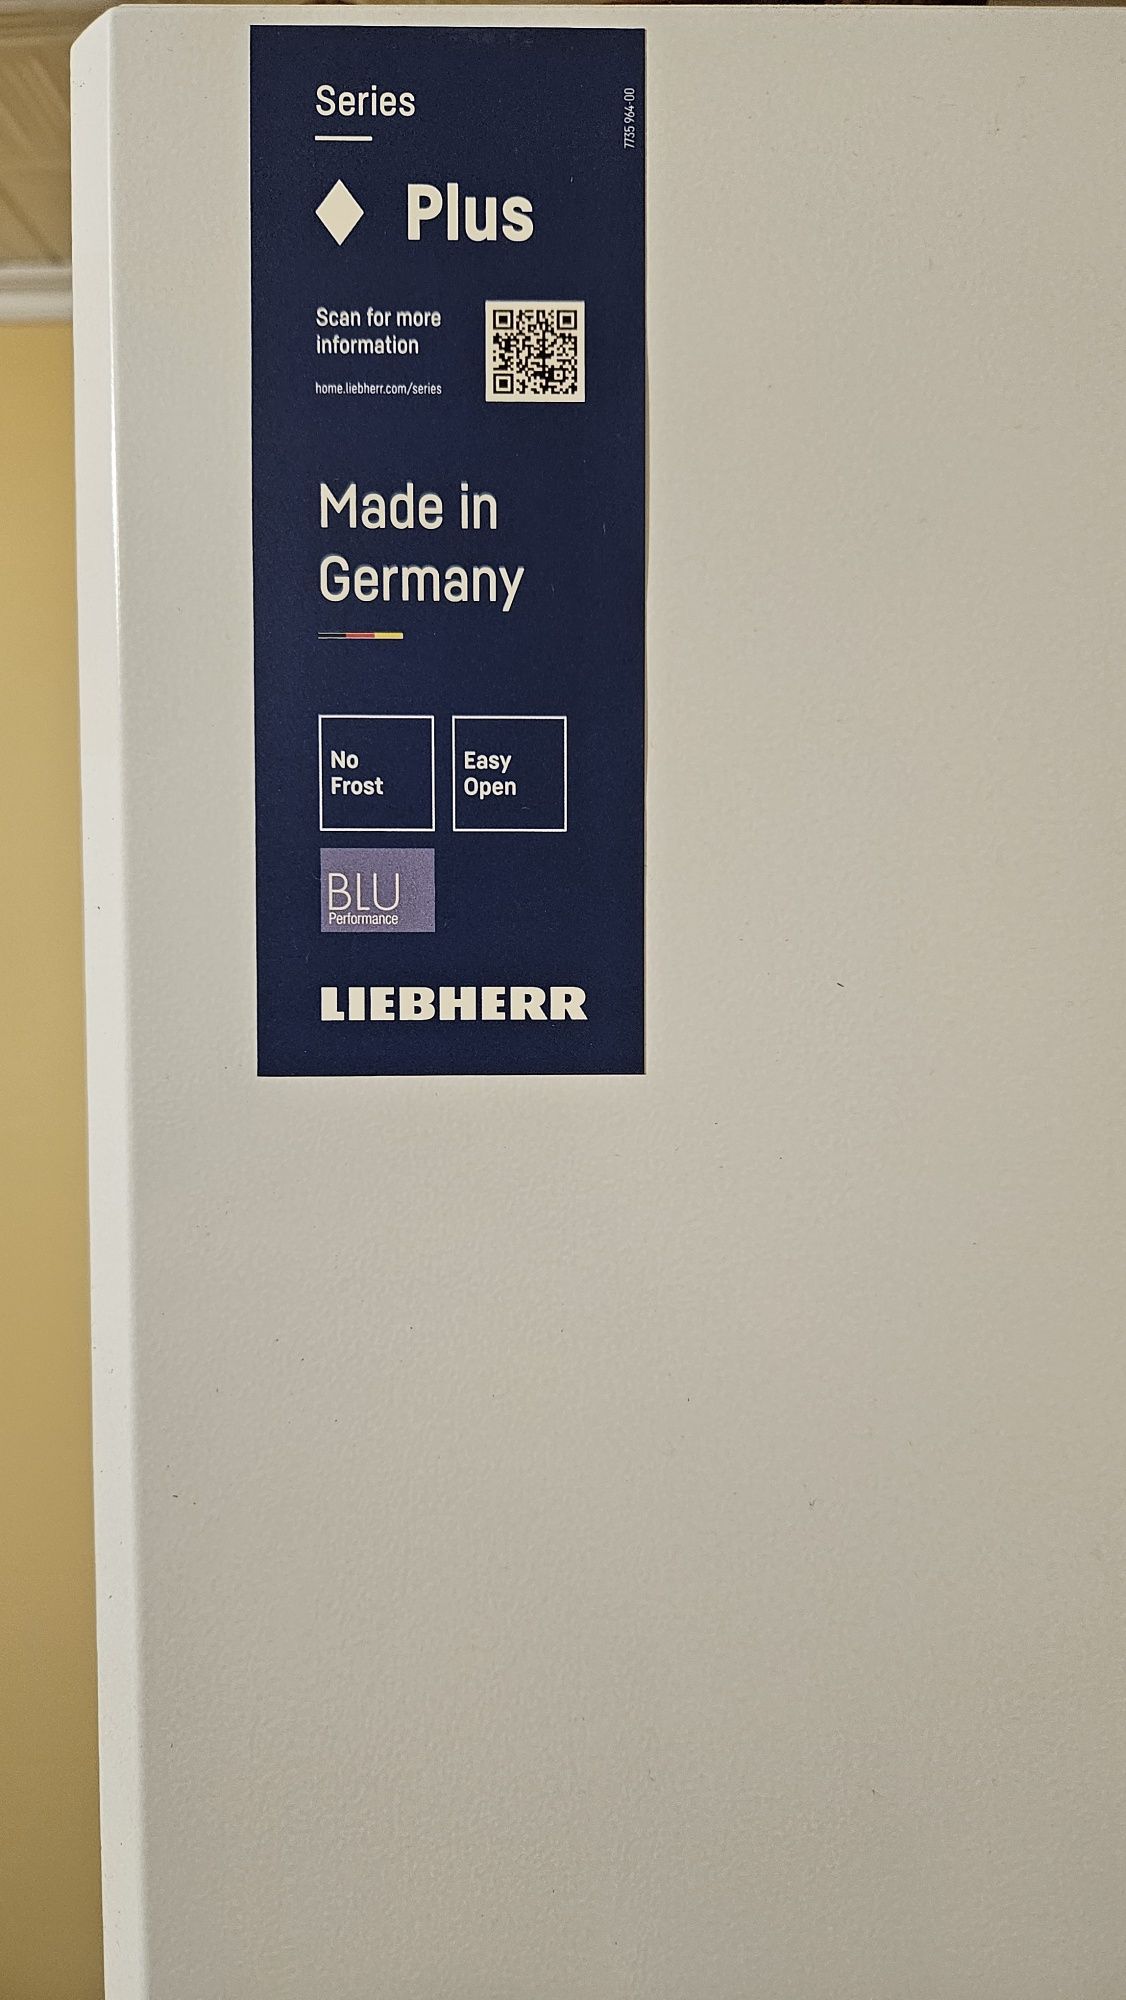 Series
7735 964-00
Plus
Scan for more
information
home.liebherr.com/series
Made in
Germany
No
Frost
Easy
Open
BLU
Performance
LIEBHERR